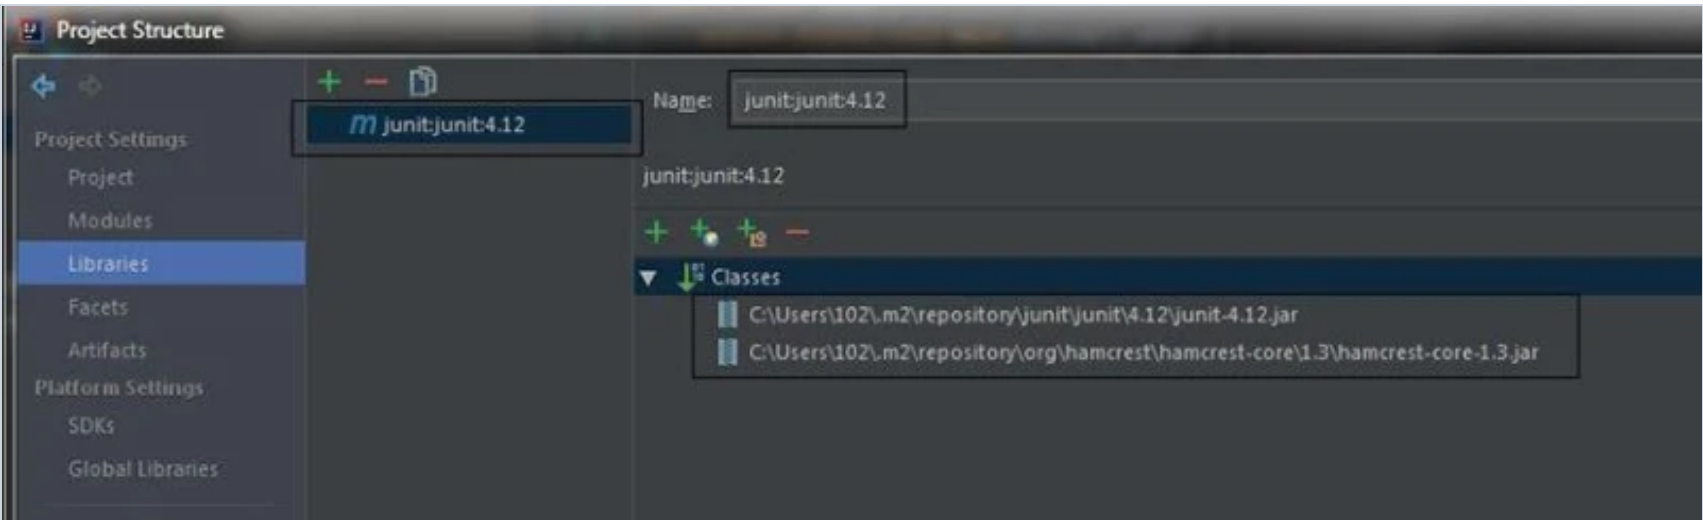 Project Structure
Project Settings
Project
Modules
Libraries
Facets
Artifacts
Platform Settings
SDKs
Global Libraries
junit:junit:4.12
Name: junit:junit:4.12
junit:junit:4.12
Classes
C:\Users\102\.m2\repository\junit\junit\4.12\junit-4.12.jar
C:\Users\102\.m2\repository\org\hamcrest\hamcrest-core\1.3\hamcrest-core-1.3.jar